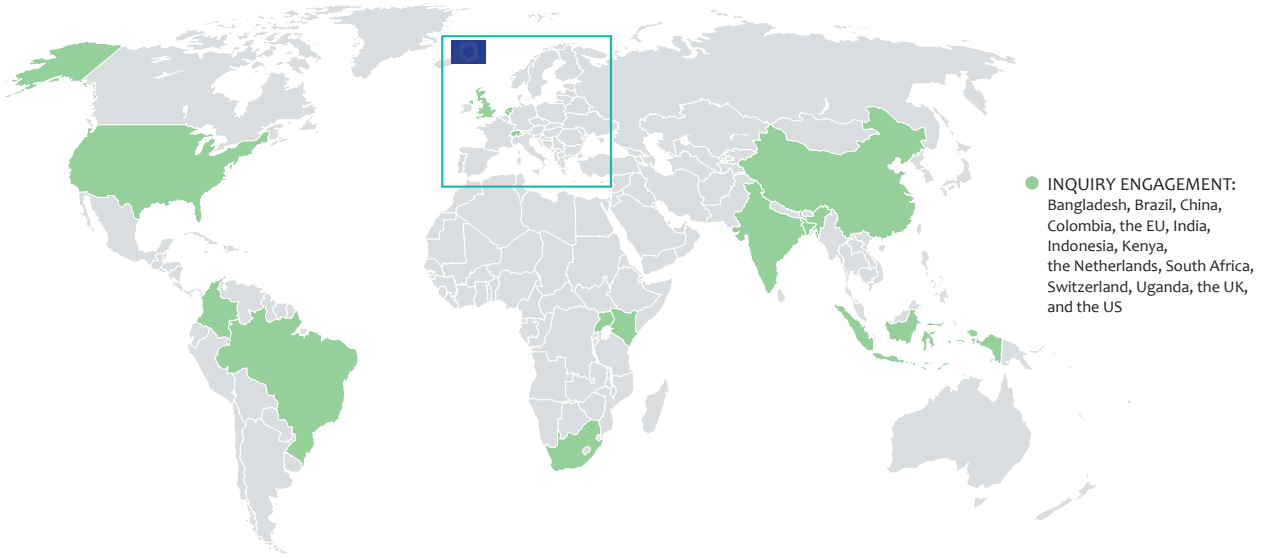 INQUIRY ENGAGEMENT:
Bangladesh, Brazil, China,
Colombia, the EU, India,
Indonesia, Kenya,
the Netherlands, South Africa,
Switzerland, Uganda, the UK,
and the US